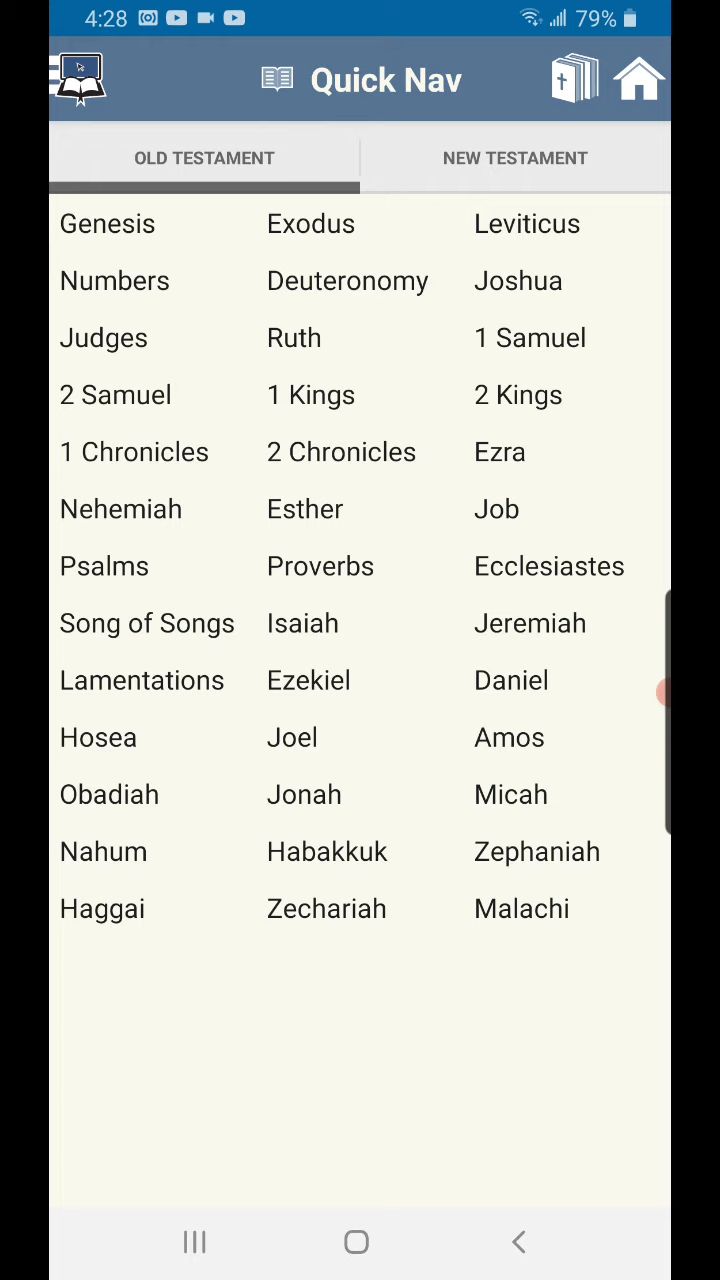 4:28 79%
Quick Nav
OLD TESTAMENT NEW TESTAMENT
Genesis Exodus Leviticus
Numbers Deuteronomy Joshua
Judges Ruth 1 Samuel
2 Samuel 1 Kings 2 Kings
1 Chronicles 2 Chronicles Ezra
Nehemiah Esther Job
Psalms Proverbs Ecclesiastes
Song of Songs Isaiah Jeremiah
Lamentations Ezekiel Daniel
Hosea Joel Amos
Obadiah Jonah Micah
Nahum Habakkuk Zephaniah
Haggai Zechariah Malachi